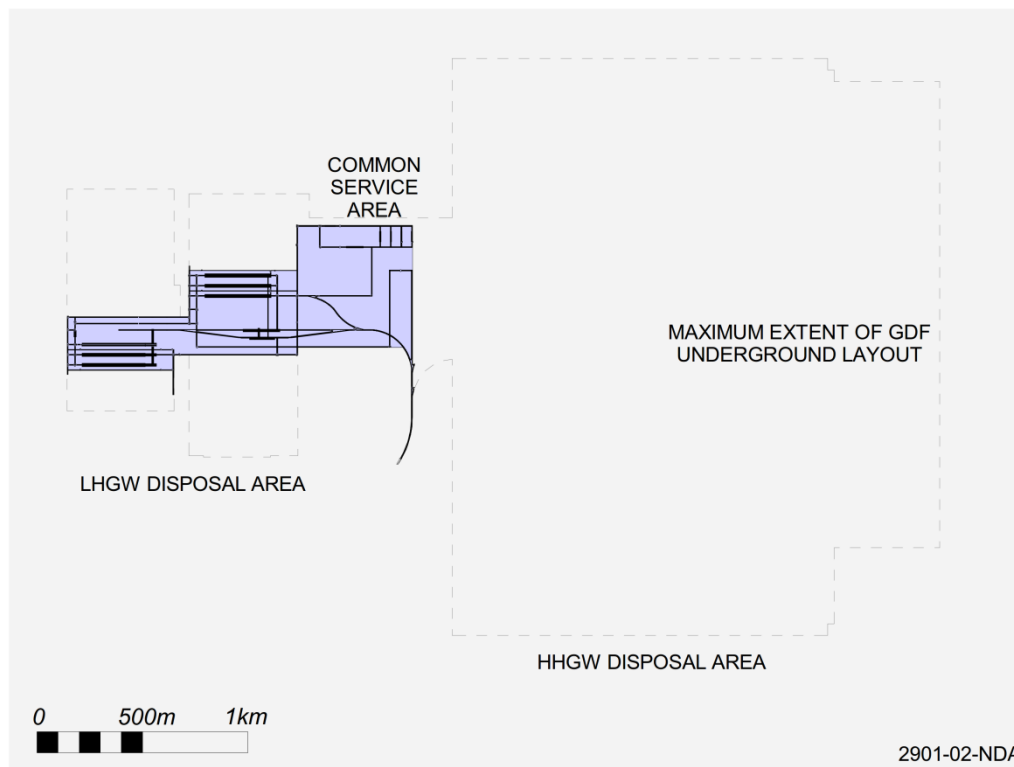 COMMON
SERVICE
AREA
MAXIMUM EXTENT OF GDF
UNDERGROUND LAYOUT
LHGW DISPOSAL AREA
HHGW DISPOSAL AREA
0 500m 1km
2901-02-NDA